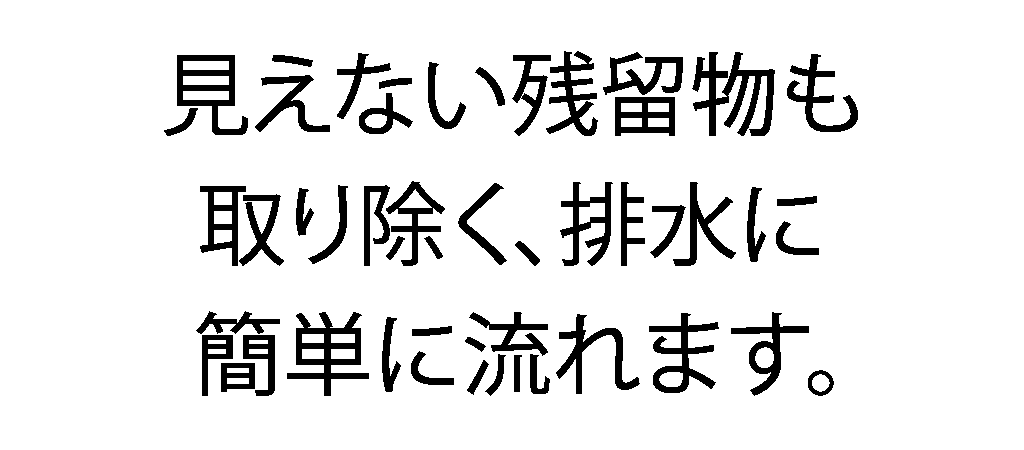 見えない残留物も
取り除く、排水に
簡単に流れます。